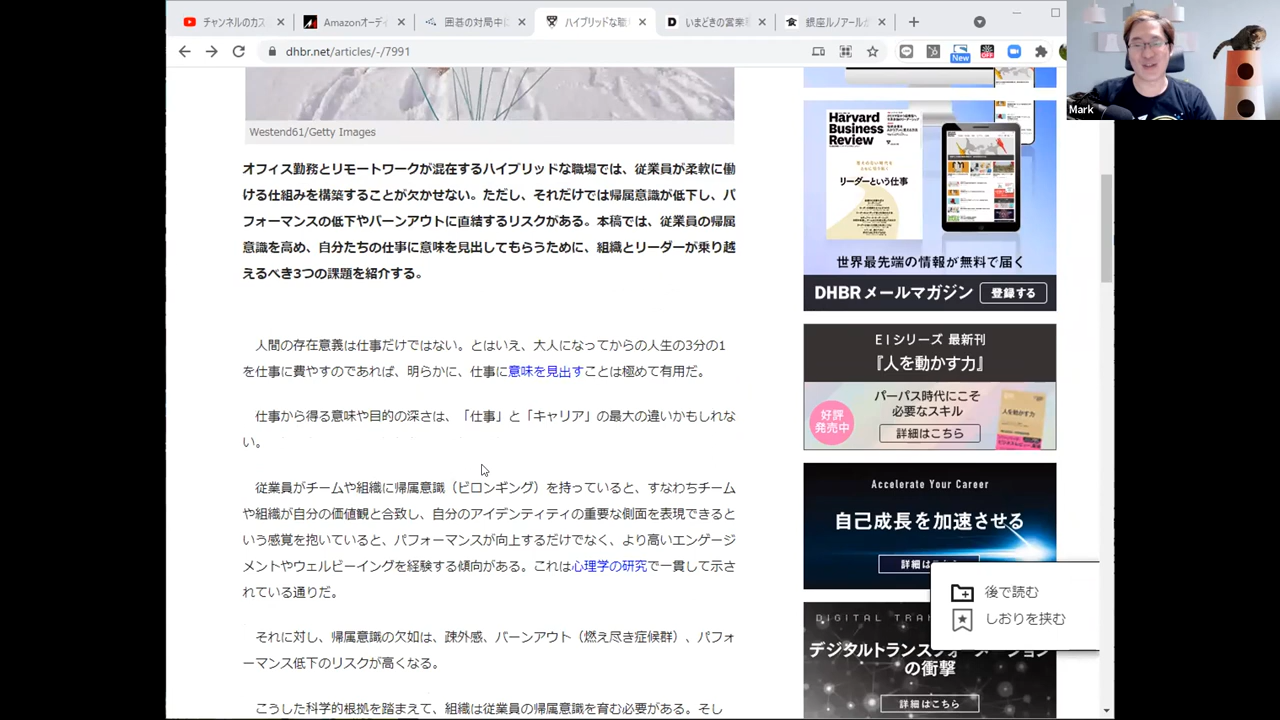 チャンネルのカス
Amazonオーディ
囲碁の対局中に
ハイブリッドな職
いまどきの営業
銀座ルノアールが
dhbr.net/articles/-/7991
New
OFF
Mark
Westend61/Getty Images
オフィス勤務とリモートワークが混在するハイブリッドな職場では、従業員が柔軟に働
ける仕組みを構築することは欠かせない。ただし、それだけでは帰属意識が低下し、パ
フォーマンスの低下やバーンアウトに直結するリスクがある。本稿では、従業員の帰属
意識を高め、自分たちの仕事に意味を見出してもらうために、組織とリーダーが乗り越
えるべき3つの課題を紹介する。
人間の存在意義は仕事だけではない。とはいえ、大人になってからの人生の3分の1
を仕事に費やすのであれば、明らかに、仕事に意味を見出すことは極めて有用だ。
仕事から得る意味や目的の深さは、「仕事」と「キャリア」の最大の違いかもしれな
い。
従業員がチームや組織に帰属意識（ビロンギング）を持っていると、すなわちチーム
や組織が自分の価値観と合致し、自分のアイデンティティの重要な側面を表現できると
いう感覚を抱いていると、パフォーマンスが向上するだけでなく、より高いエンゲージ
メントやウェルビーイングを経験する傾向がある。これは心理学の研究で一貫して示さ
れている通りだ。
それに対し、帰属意識の欠如は、疎外感、バーンアウト（燃え尽き症候群）、パフォ
ーマンス低下のリスクが高くなる。
こうした科学的根拠を踏まえて、組織は従業員の帰属意識を育む必要がある。そし
Harvard
Business
Review
リーダーという仕事
世界最先端の情報が無料で届く
DHBRメールマガジン
登録する
EIシリーズ 最新刊
『人を動かす力』
パーパス時代にこそ
必要なスキル
好評
発売中
詳細はこちら
人を動かす力
Accelerate Your Career
自己成長を加速させる
詳細は
後で読む
しおりを挟む
DIGITAL TRAN
デジタルトランスフォーメーション
の衝撃
詳細はこちら